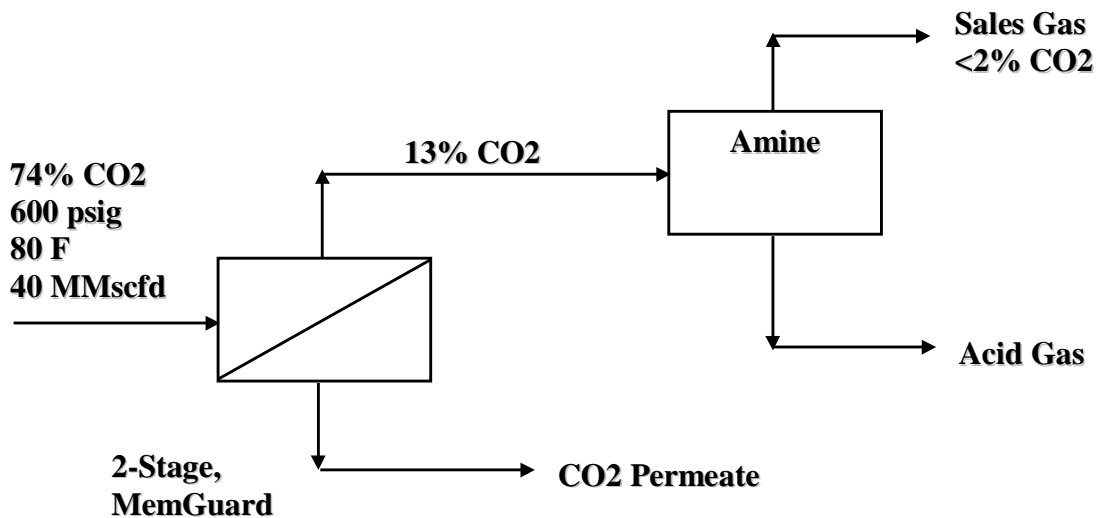 74% CO2
600 psig
80 F
40 MMscfd
2-Stage,
MemGuard
13% CO2
CO2 Permeate
Amine
Sales Gas
<2% CO2
Acid Gas